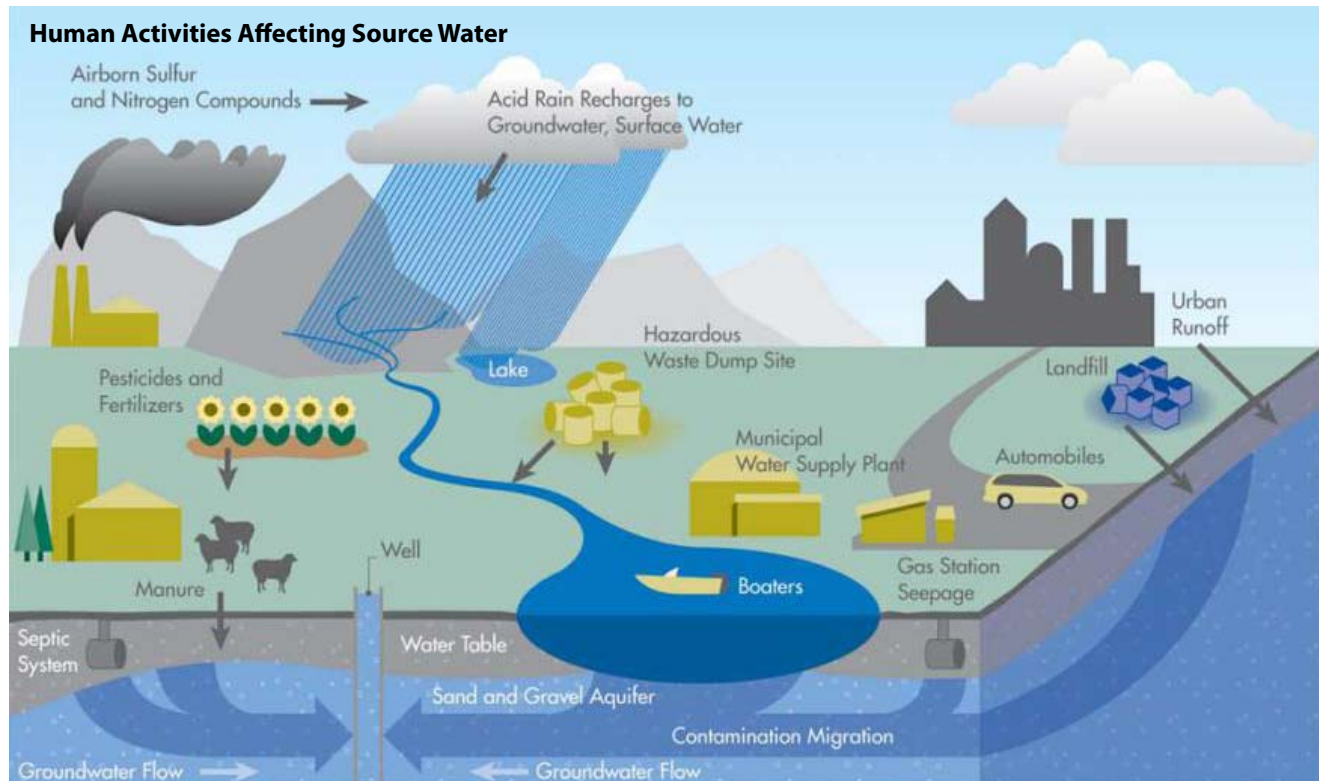 Human Activities Affecting Source Water
Airborn Sulfur
and Nitrogen Compounds
Acid Rain Recharges to
Groundwater, Surface Water
Urban
Runoff
Hazardous
Waste Dump Site
Lake
Landfill
Pesticides and
Fertilizers
Municipal
Water Supply Plant
Automobiles
Well
Gas Station
Seepage
Boaters
Manure
Septic
System
Water Table
Sand and Gravel Aquifer
Contamination Migration
Groundwater Flow
Groundwater Flow